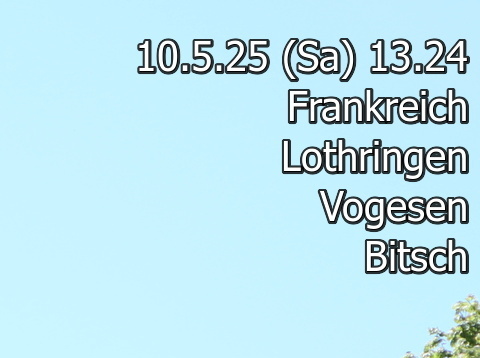 10.5.25 (Sa) 13.24
Frankreich
Lothringen
Vogesen
Bitsch